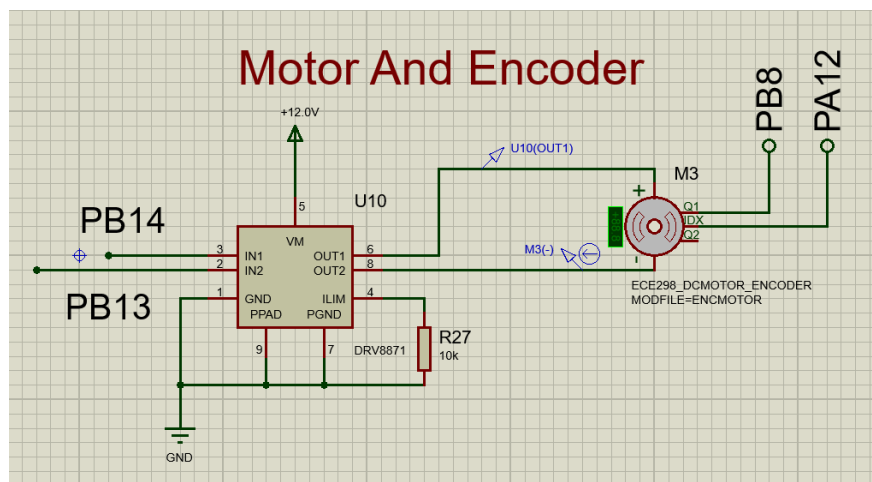 Motor And Encoder
PB8
PA12
+12.0V
U10(OUT1)
M3
+
5
U10
PB14
VM
Q1
IDX
Q2
3
IN1
OUT1
6
2
IN2
OUT2
8
M3(-)
-
PB13
1
GND
ILIM
4
PPAD
PGND
ECE298_DCMOTOR_ENCODER
MODFILE=ENCMOTOR
9
7
DRV8871
R27
10k
GND